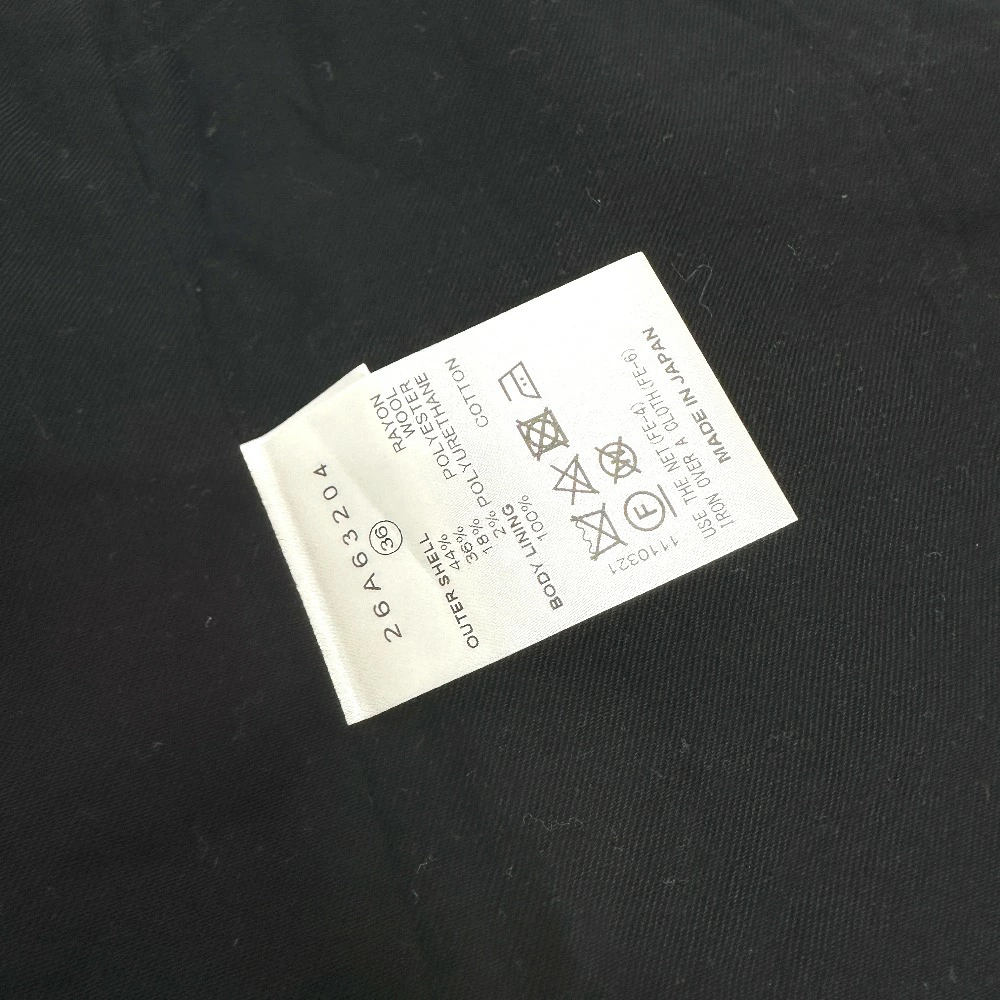 26A63204
36
OUTER SHELL
44% RAYON
36% WOOL
18% POLYESTER
2% POLYURETHANE
BODY LINING
100% COTTON
F W
1110321
USE THE NET(FE-4)
IRON OVER A CLOTH(FE-6)
MADE IN JAPAN